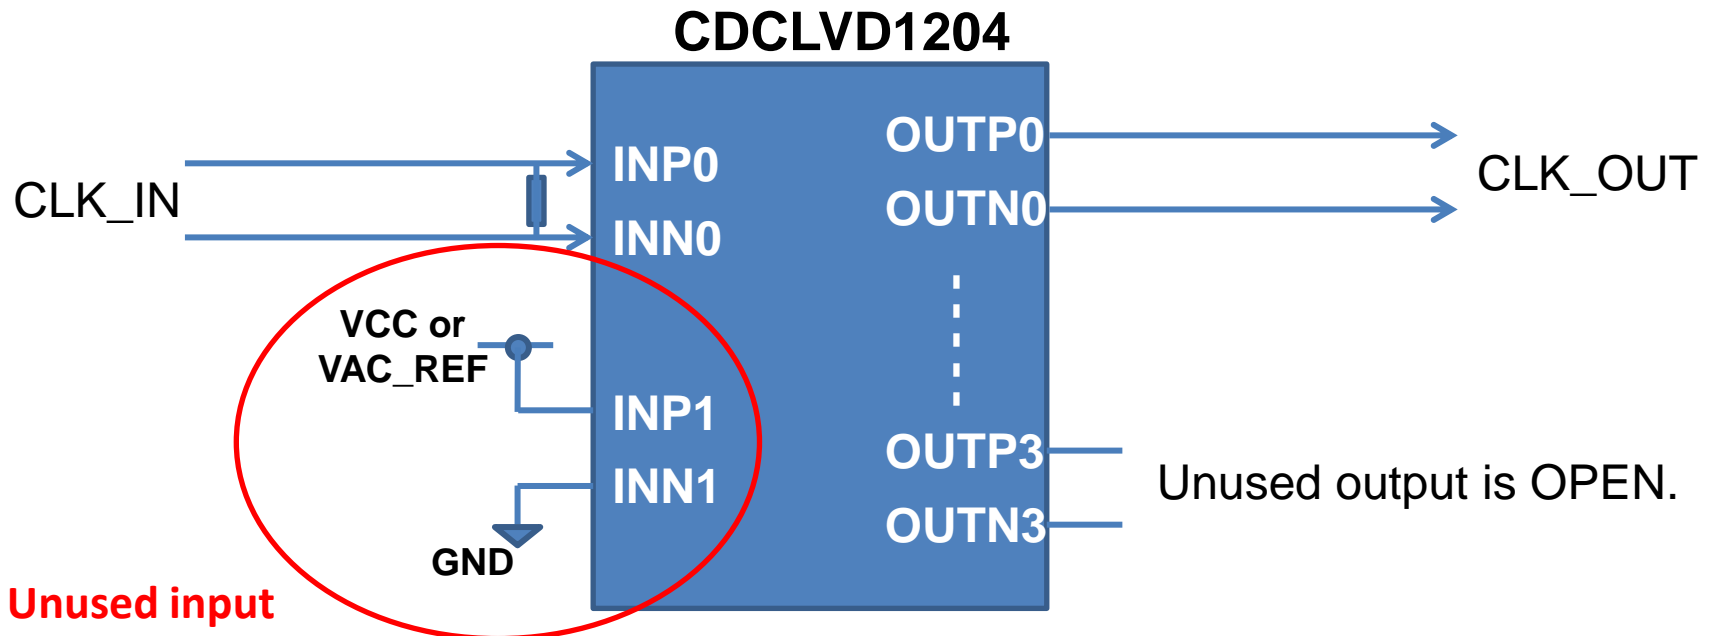 CDCLVD1204
CLK_IN
INP0
INN0
OUTP0
OUTN0
CLK_OUT
VCC or
VAC_REF
INP1
INN1
GND
OUTP3
OUTN3
Unused output is OPEN.
Unused input